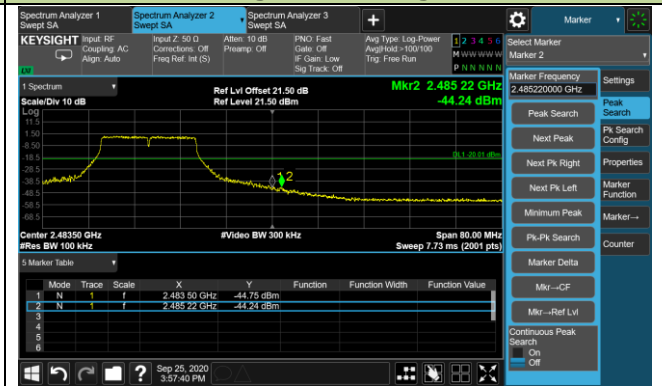 Spectrum Analyzer 1
Swept SA
Spectrum Analyzer 2
Swept SA
Spectrum Analyzer 3
Swept SA
Marker
KEYSIGHT
Input: RF
Coupling: AC
Align: Auto
Input Z: 50 Ω
Corrections: Off
Freq Ref: Int (S)
Atten: 10 dB
Preamp: Off
PNO: Fast
Gate: Off
IF Gain: Low
Sig Track: Off
Avg Type: Log-Power
Avg|Hold:>100/100
Trig: Free Run
1 2 3 4 5 6
M W W W W W
P N N N N N
LXI
Select Marker
Marker 2
1 Spectrum
Scale/Div 10 dB
Ref Lvl Offset 21.50 dB
Ref Level 21.50 dBm
Mkr2 2.485 22 GHz
-44.24 dBm
Log
11.5
1.50
-8.50
-18.5
-28.5
-38.5
-48.5
-58.5
-68.5
DL1 -20.01 dBm
1
2
Center 2.48350 GHz
#Res BW 100 kHz
#Video BW 300 kHz
Span 80.00 MHz
Sweep 7.73 ms (2001 pts)
5 Marker Table
Mode Trace Scale X Y Function Function Width Function Value
1 N 1 f 2.483 50 GHz -44.75 dBm
2 N 1 f 2.485 22 GHz -44.24 dBm
3
4
5
6
Marker Frequency
2.485220000 GHz
Peak Search
Next Peak
Next Pk Right
Next Pk Left
Minimum Peak
Pk-Pk Search
Marker Delta
Mkr→CF
Mkr→Ref Lvl
Continuous Peak
Search
On
Off
Settings
Peak
Search
Pk Search
Config
Properties
Marker
Function
Marker→
Counter
?
Sep 25, 2020
3:57:40 PM